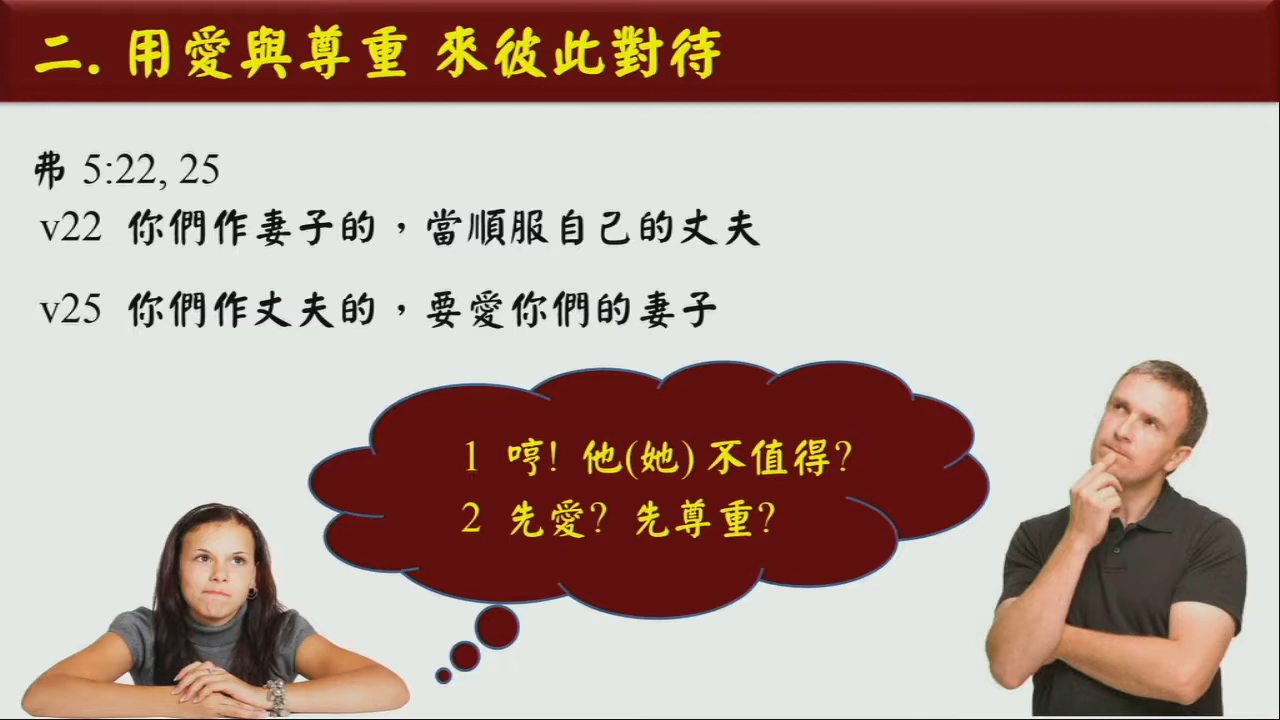 二. 用愛與尊重 來彼此對待
弗 5:22, 25
v22 你們作妻子的，當順服自己的丈夫
v25 你們作丈夫的，要愛你們的妻子
1 哼! 他(她) 不值得?
2 先愛? 先尊重?